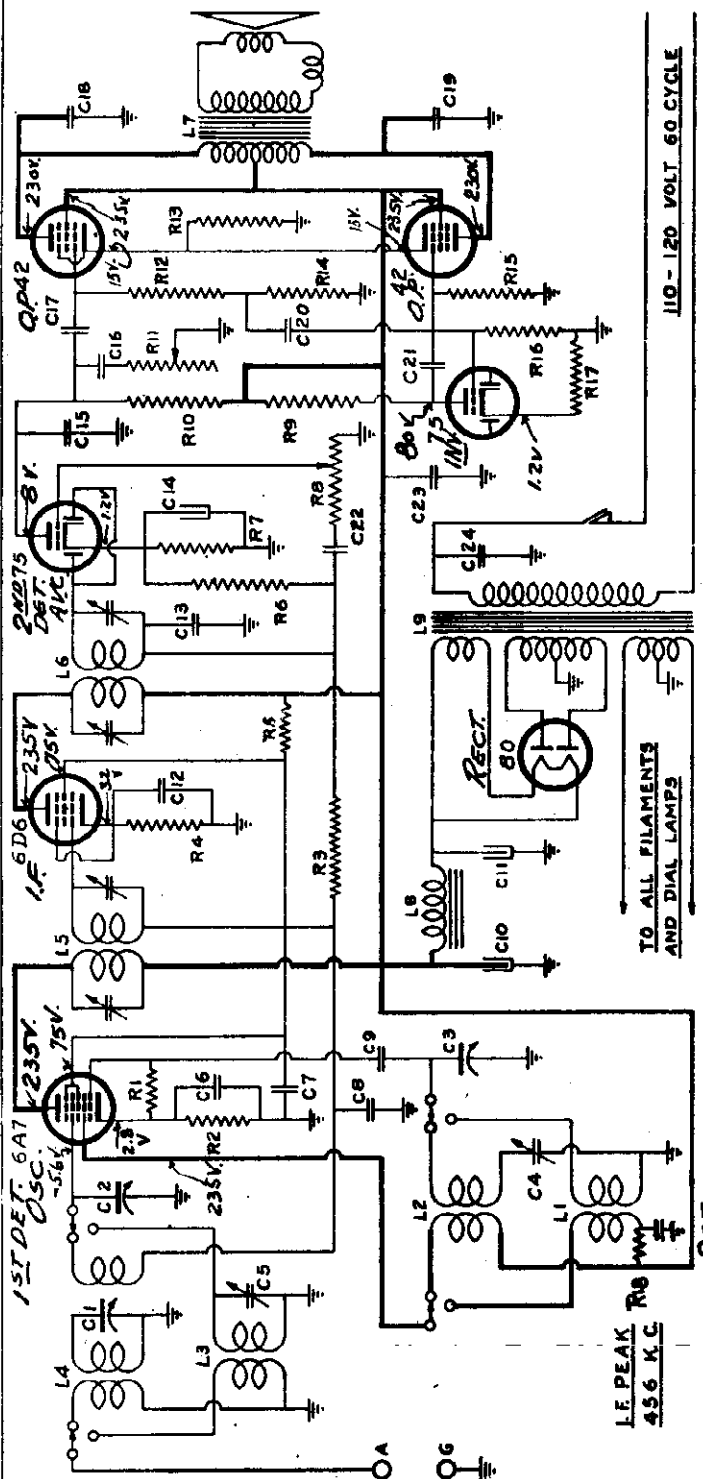 1ST DET. 6A7
OSC.
-5.6V.
235V.
75V.
2.8
V
235V.
I.F. 6D6
235V
75V.
32
V
2ND 75
DET.
AVC
8V.
1.2V
QP42
230V.
235V.
15V.
42
O.P.
235V.
15V.
230V.
80V
75
INV
1.2V
RECT.
80
C1
C2
C3
C4
C5
C6
C7
C8
C9
C10
C11
C12
C13
C14
C15
C16
C17
C18
C19
C20
C21
C22
C23
C24
R1
R2
R3
R4
R5
R6
R7
R8
R9
R10
R11
R12
R13
R14
R15
R16
R17
R18
L1
L2
L3
L4
L5
L6
L7
L8
L9
A
G
I.F. PEAK
456 K.C.
TO ALL FILAMENTS
AND DIAL LAMPS
110-120 VOLT 60 CYCLE